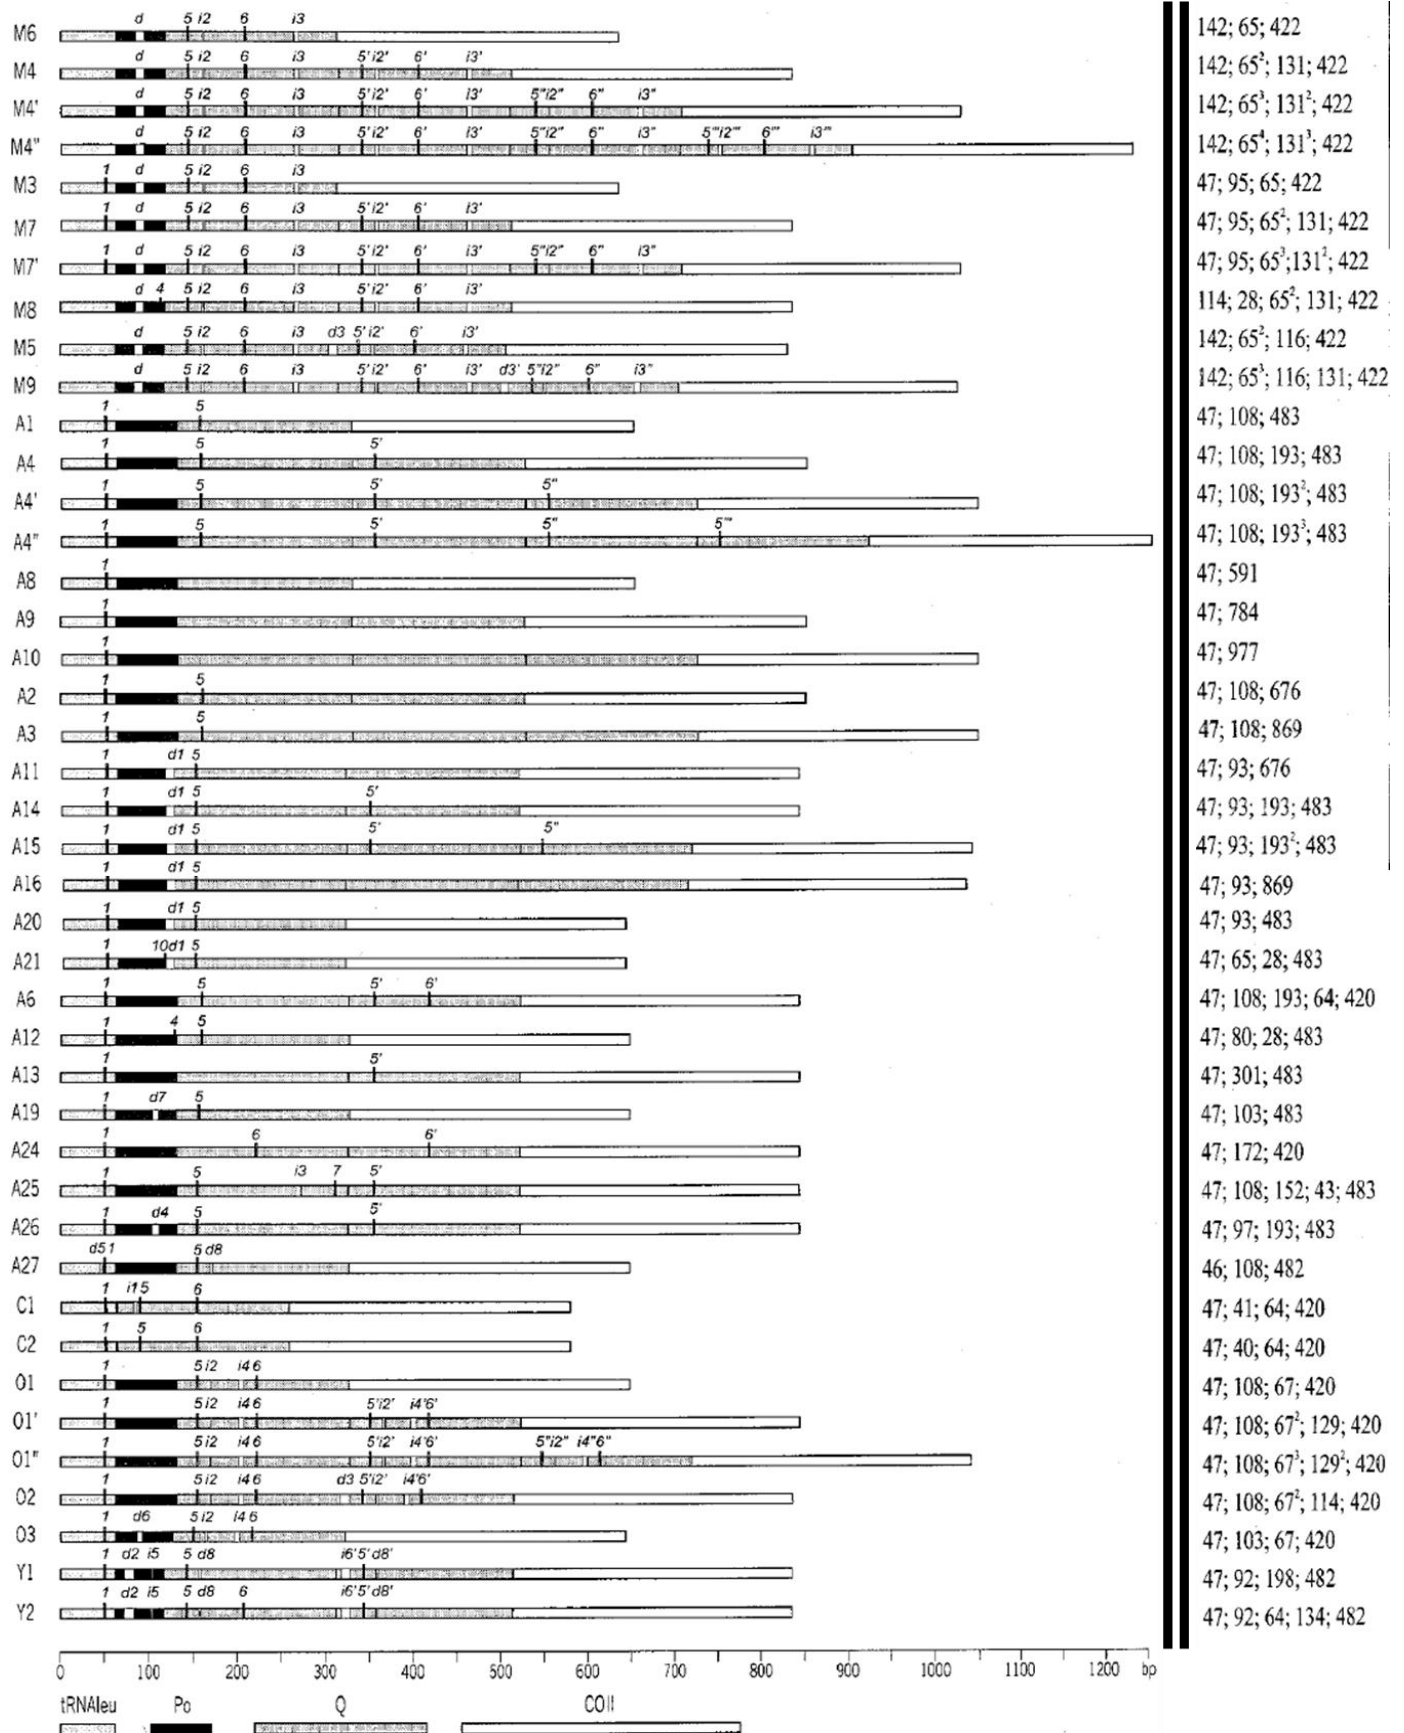 d 5 i2 6 i3
M6 142; 65; 422
d 5 i2 6 i3 5' i2' 6' i3'
M4 142; 65²; 131; 422
d 5 i2 6 i3 5' i2' 6' i3' 5"i2" 6" i3"
M4' 142; 65³; 131²; 422
d 5 i2 6 i3 5' i2' 6' i3' 5"i2" 6" i3" 5'''i2''' 6''' i3'''
M4" 142; 65⁴; 131³; 422
1 d 5 i2 6 i3
M3 47; 95; 65; 422
1 d 5 i2 6 i3 5' i2' 6' i3'
M7 47; 95; 65²; 131; 422
1 d 5 i2 6 i3 5' i2' 6' i3' 5"i2" 6" i3"
M7' 47; 95; 65³;131²; 422
d 4 5 i2 6 i3 5' i2' 6' i3'
M8 114; 28; 65²; 131; 422
d 5 i2 6 i3 d3 5' i2' 6' i3'
M5 142; 65²; 116; 422
d 5 i2 6 i3 5' i2' 6' i3' d3' 5"i2" 6" i3"
M9 142; 65³; 116; 131; 422
1 5
A1 47; 108; 483
1 5 5'
A4 47; 108; 193; 483
1 5 5' 5"
A4' 47; 108; 193²; 483
1 5 5' 5" 5'''
A4" 47; 108; 193³; 483
1
A8 47; 591
1
A9 47; 784
1
A10 47; 977
1 5
A2 47; 108; 676
1 5
A3 47; 108; 869
1 d1 5
A11 47; 93; 676
1 d1 5 5'
A14 47; 93; 193; 483
1 d1 5 5' 5"
A15 47; 93; 193²; 483
1 d1 5
A16 47; 93; 869
1 d1 5
A20 47; 93; 483
1 10d1 5
A21 47; 65; 28; 483
1 5 5' 6'
A6 47; 108; 193; 64; 420
1 4 5
A12 47; 80; 28; 483
1 5'
A13 47; 301; 483
1 d7 5
A19 47; 103; 483
1 6 6'
A24 47; 172; 420
1 5 i3 7 5'
A25 47; 108; 152; 43; 483
1 d4 5 5'
A26 47; 97; 193; 483
d5 1 5 d8
A27 46; 108; 482
1 i1 5 6
C1 47; 41; 64; 420
1 5 6
C2 47; 40; 64; 420
1 5 i2 i4 6
O1 47; 108; 67; 420
1 5 i2 i4 6 5'i2' i4'6'
O1' 47; 108; 67²; 129; 420
1 5 i2 i4 6 5'i2' i4'6' 5"i2" i4"6"
O1" 47; 108; 67³; 129²; 420
1 5 i2 i4 6 d3 5'i2' i4'6'
O2 47; 108; 67²; 114; 420
1 d6 5 i2 i4 6
O3 47; 103; 67; 420
1 d2 i5 5 d8 i6'5' d8'
Y1 47; 92; 198; 482
1 d2 i5 5 d8 6 i6'5' d8'
Y2 47; 92; 64; 134; 482
0 100 200 300 400 500 600 700 800 900 1000 1100 1200 bp
tRNAleu Po Q COII